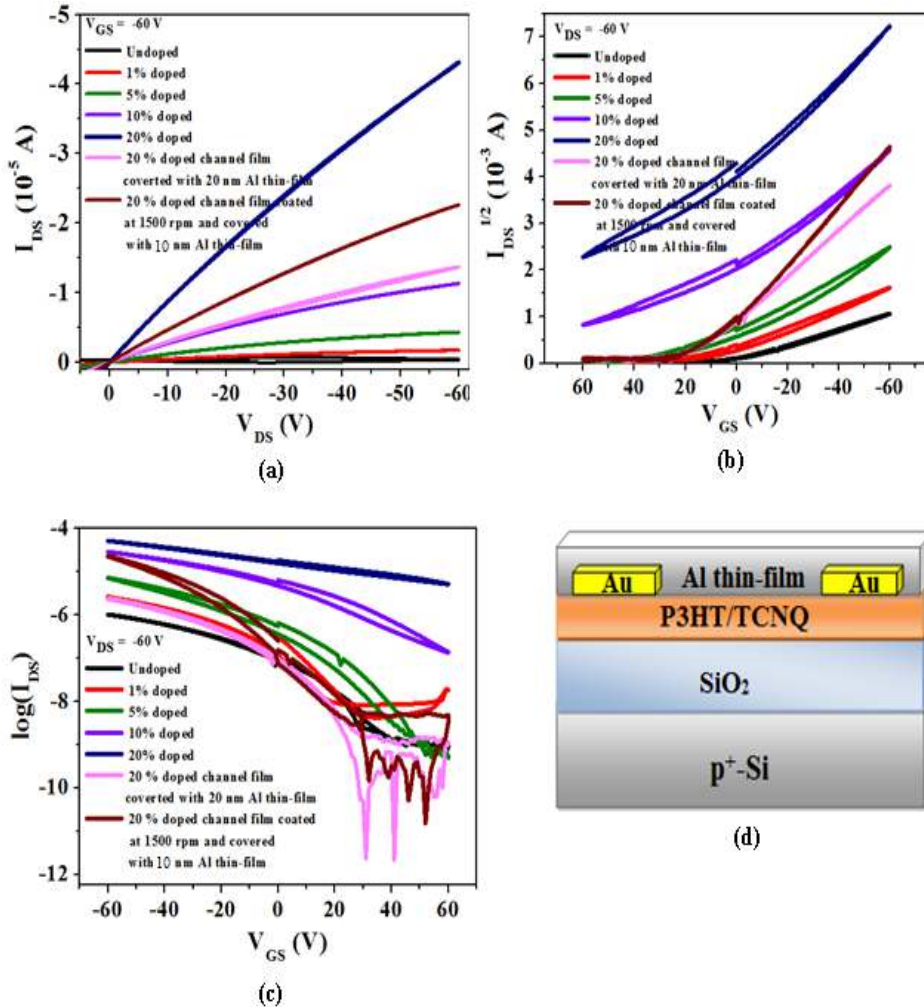 -5
V_GS = -60 V
Undoped
1% doped
5% doped
10% doped
20% doped
20 % doped channel film
coverted with 20 nm Al thin-film
20 % doped channel film coated
at 1500 rpm and covered
with 10 nm Al thin-film
-4
-3
-2
-1
0
I_DS (10^-5 A)
0 -10 -20 -30 -40 -50 -60
V_DS (V)
(a)
V_DS = -60 V
Undoped
1% doped
5% doped
10% doped
20% doped
20 % doped channel film
coverted with 20 nm Al thin-film
20 % doped channel film coated
at 1500 rpm and covered
with 10 nm Al thin-film
7
6
5
4
3
2
1
0
I_DS^1/2 (10^-3 A)
60 40 20 0 -20 -40 -60
V_GS (V)
(b)
-4
-6
-8
-10
-12
log(I_DS)
V_DS = -60 V
Undoped
1% doped
5% doped
10% doped
20% doped
20 % doped channel film
coverted with 20 nm Al thin-film
20 % doped channel film coated
at 1500 rpm and covered
with 10 nm Al thin-film
-60 -40 -20 0 20 40 60
V_GS (V)
(c)
Au Al thin-film Au
P3HT/TCNQ
SiO₂
p⁺-Si
(d)